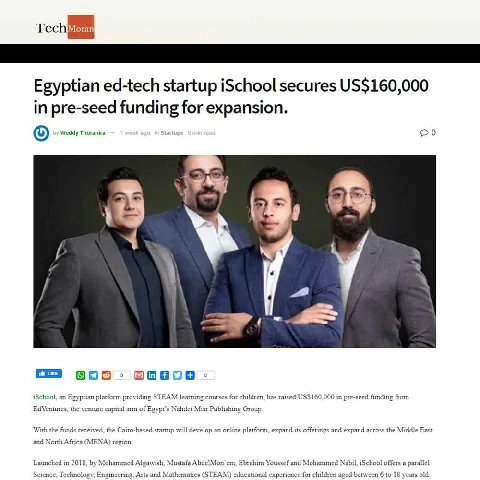 TechMoran
Egyptian ed-tech startup iSchool secures US$160,000
in pre-seed funding for expansion.
by Weddy Thuranira — 1 week ago in Startups 5 min read 0
LIKE 0 0
iSchool, an Egyptian platform providing STEAM learning courses for children, has raised US$160,000 in pre-seed funding from
EdVentures, the venture capital arm of Egypt's Nahdet Misr Publishing Group.
With the funds received, the Cairo-based startup will develop an online platform, expand its offerings and expand across the Middle East
and North Africa (MENA) region
Launched in 2018, by Mohammed Algawish, Mustafa AbdelMon'em, Ebrahim Youssef and Mohammed Nabil, iSchool offers a parallel
Science, Technology, Engineering, Arts and Mathematics (STEAM) educational experience for children aged between 6 to 18 years old